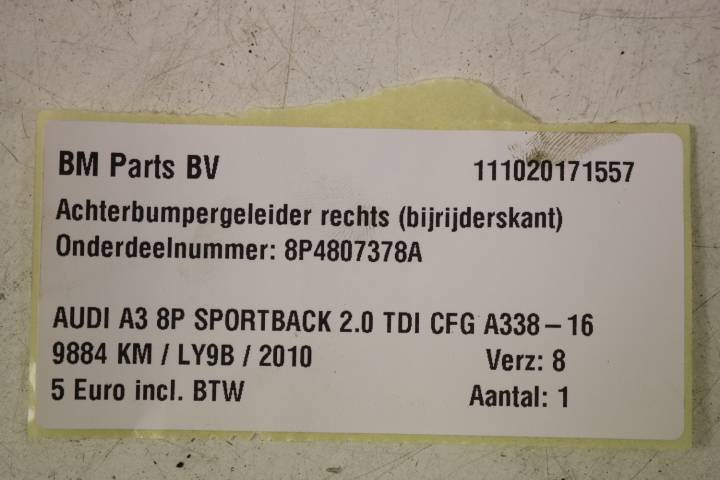 BM Parts BV 111020171557
Achterbumpergeleider rechts (bijrijderskant)
Onderdeelnummer: 8P4807378A
AUDI A3 8P SPORTBACK 2.0 TDI CFG A338-16
9884 KM / LY9B / 2010 Verz: 8
5 Euro incl. BTW Aantal: 1